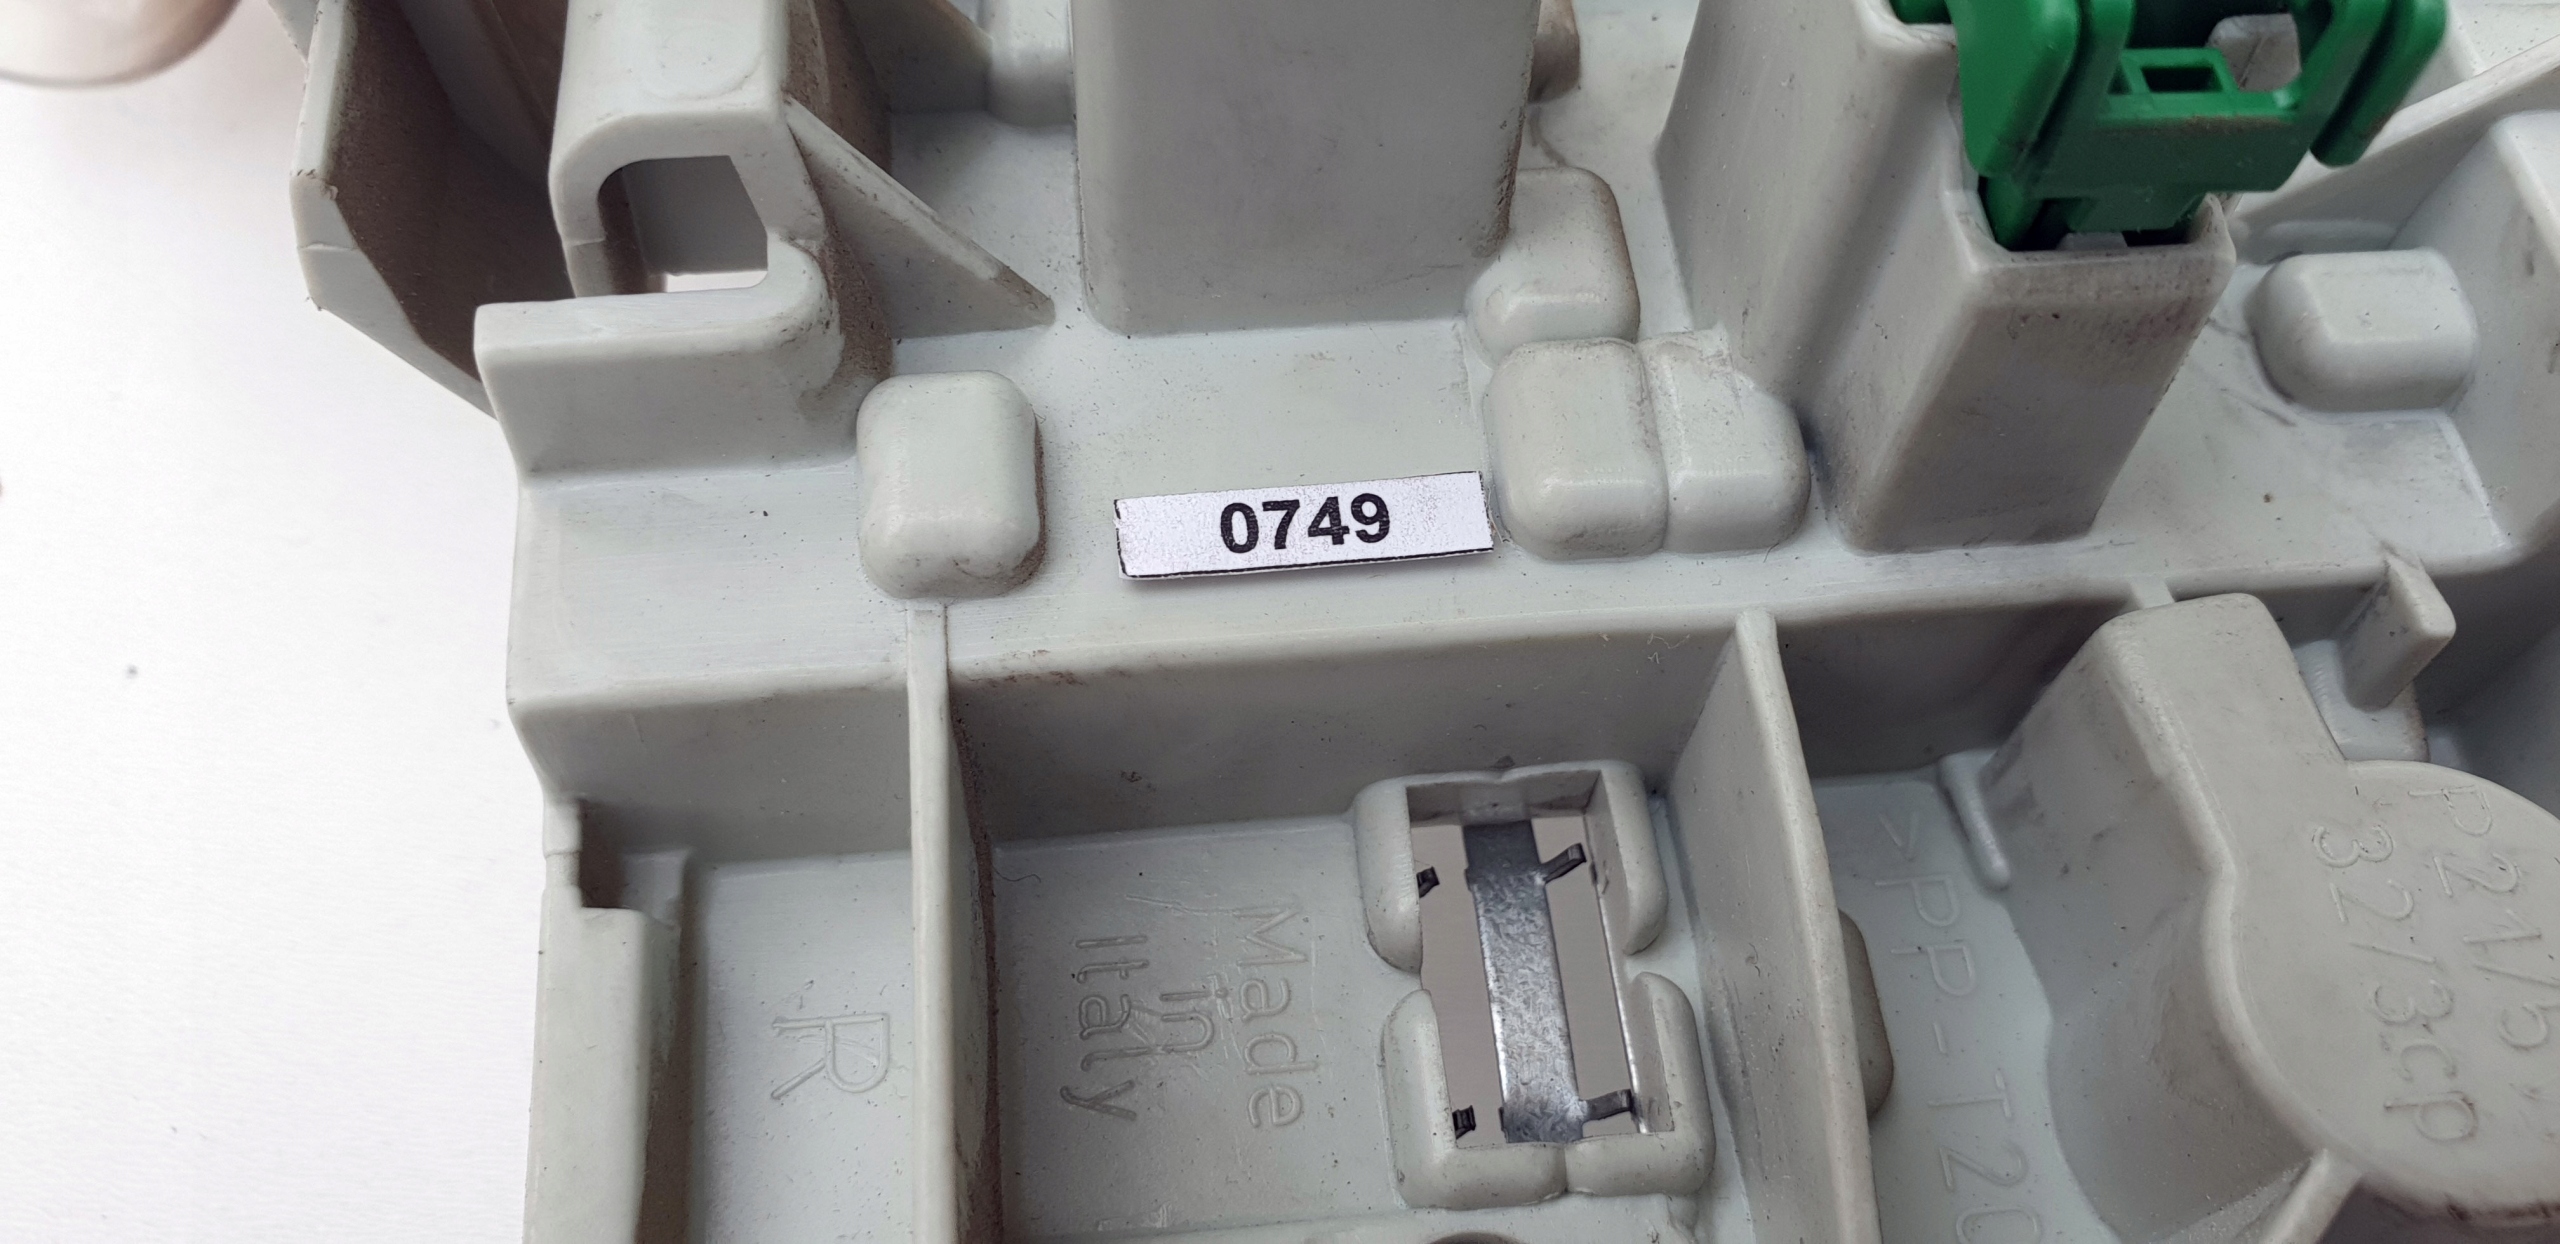 0749
R
Made
in
Italy
>PP-T20
P21/5
32/3cp